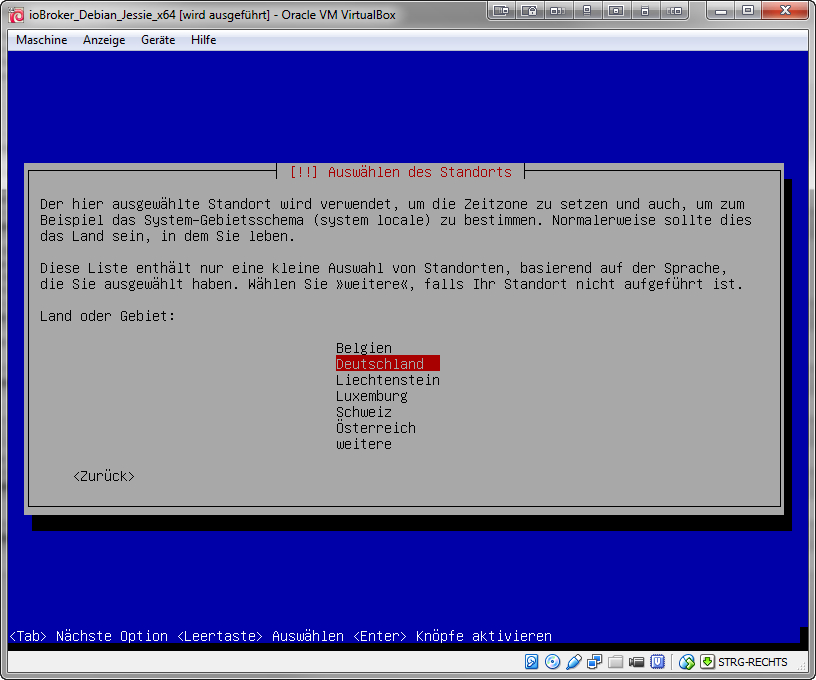 ioBroker_Debian_Jessie_x64 [wird ausgeführt] - Oracle VM VirtualBox
Maschine Anzeige Geräte Hilfe
[!!] Auswählen des Standorts
Der hier ausgewählte Standort wird verwendet, um die Zeitzone zu setzen und auch, um zum
Beispiel das System-Gebietsschema (system locale) zu bestimmen. Normalerweise sollte dies
das Land sein, in dem Sie leben.
Diese Liste enthält nur eine kleine Auswahl von Standorten, basierend auf der Sprache,
die Sie ausgewählt haben. Wählen Sie »weitere«, falls Ihr Standort nicht aufgeführt ist.
Land oder Gebiet:
Belgien
Deutschland
Liechtenstein
Luxemburg
Schweiz
Österreich
weitere
<Zurück>
<Tab> Nächste Option <Leertaste> Auswählen <Enter> Knöpfe aktivieren
STRG-RECHTS